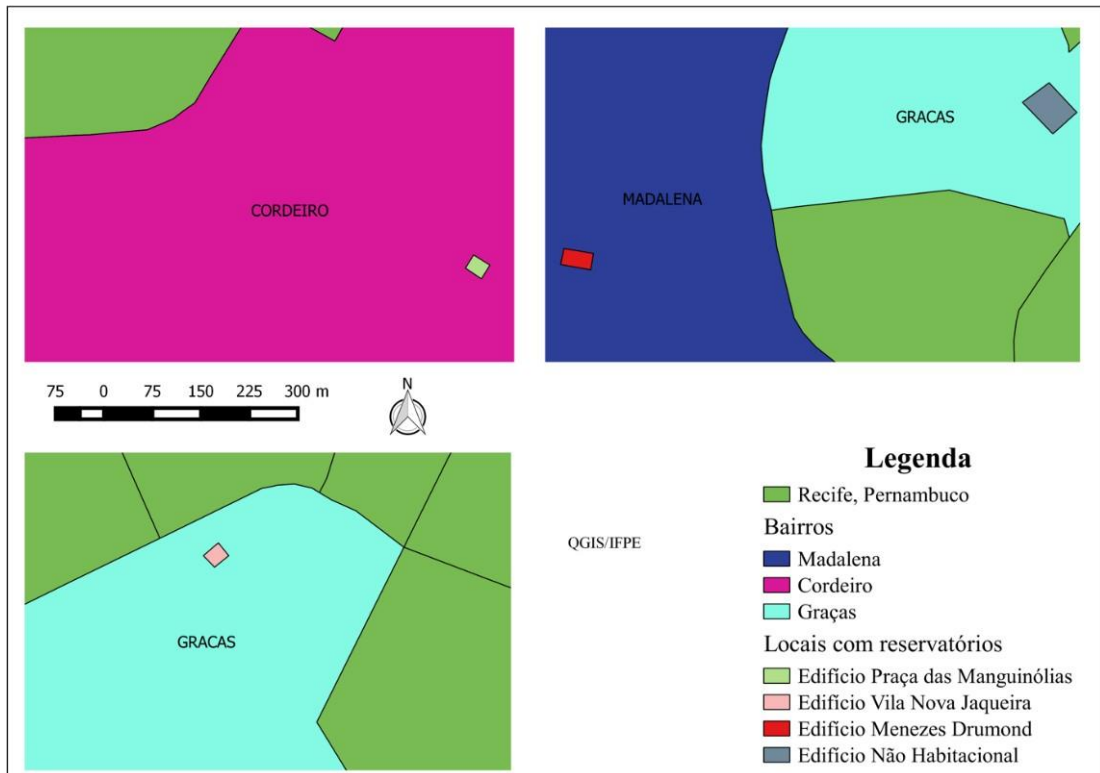 CORDEIRO
GRACAS
MADALENA
75 0 75 150 225 300 m
N
GRACAS
QGIS/IFPE
Legenda
Recife, Pernambuco
Bairros
Madalena
Cordeiro
Graças
Locais com reservatórios
Edifício Praça das Manguinólias
Edifício Vila Nova Jaqueira
Edifício Menezes Drumond
Edifício Não Habitacional